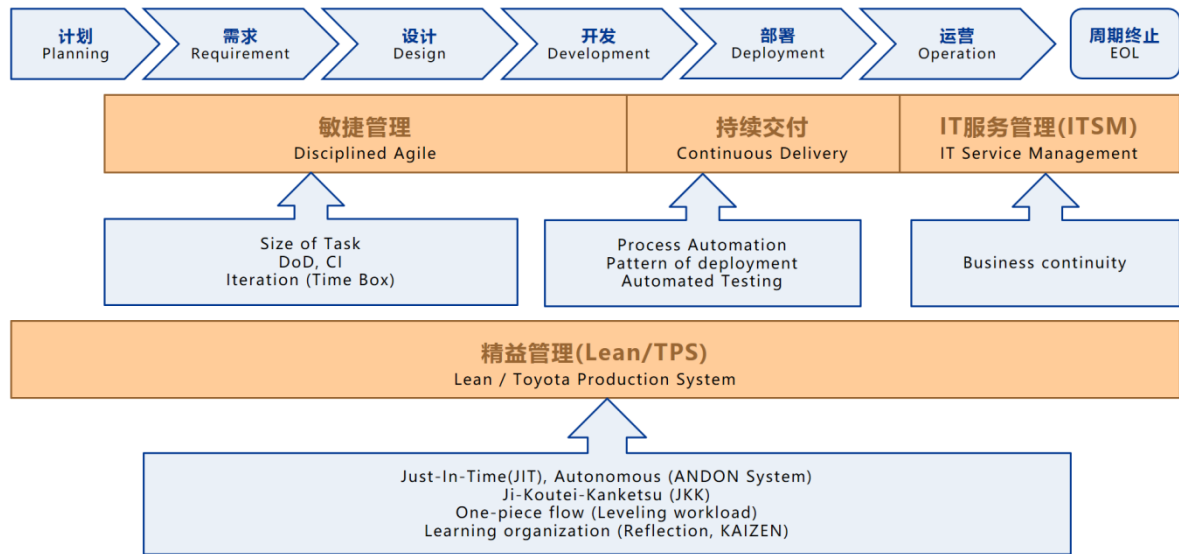 计划
Planning
需求
Requirement
设计
Design
开发
Development
部署
Deployment
运营
Operation
周期终止
EOL
敏捷管理
Disciplined Agile
持续交付
Continuous Delivery
IT服务管理(ITSM)
IT Service Management
Size of Task
DoD, CI
Iteration (Time Box)
Process Automation
Pattern of deployment
Automated Testing
Business continuity
精益管理(Lean/TPS)
Lean / Toyota Production System
Just-In-Time(JIT), Autonomous (ANDON System)
Ji-Koutei-Kanketsu (JKK)
One-piece flow (Leveling workload)
Learning organization (Reflection, KAIZEN)